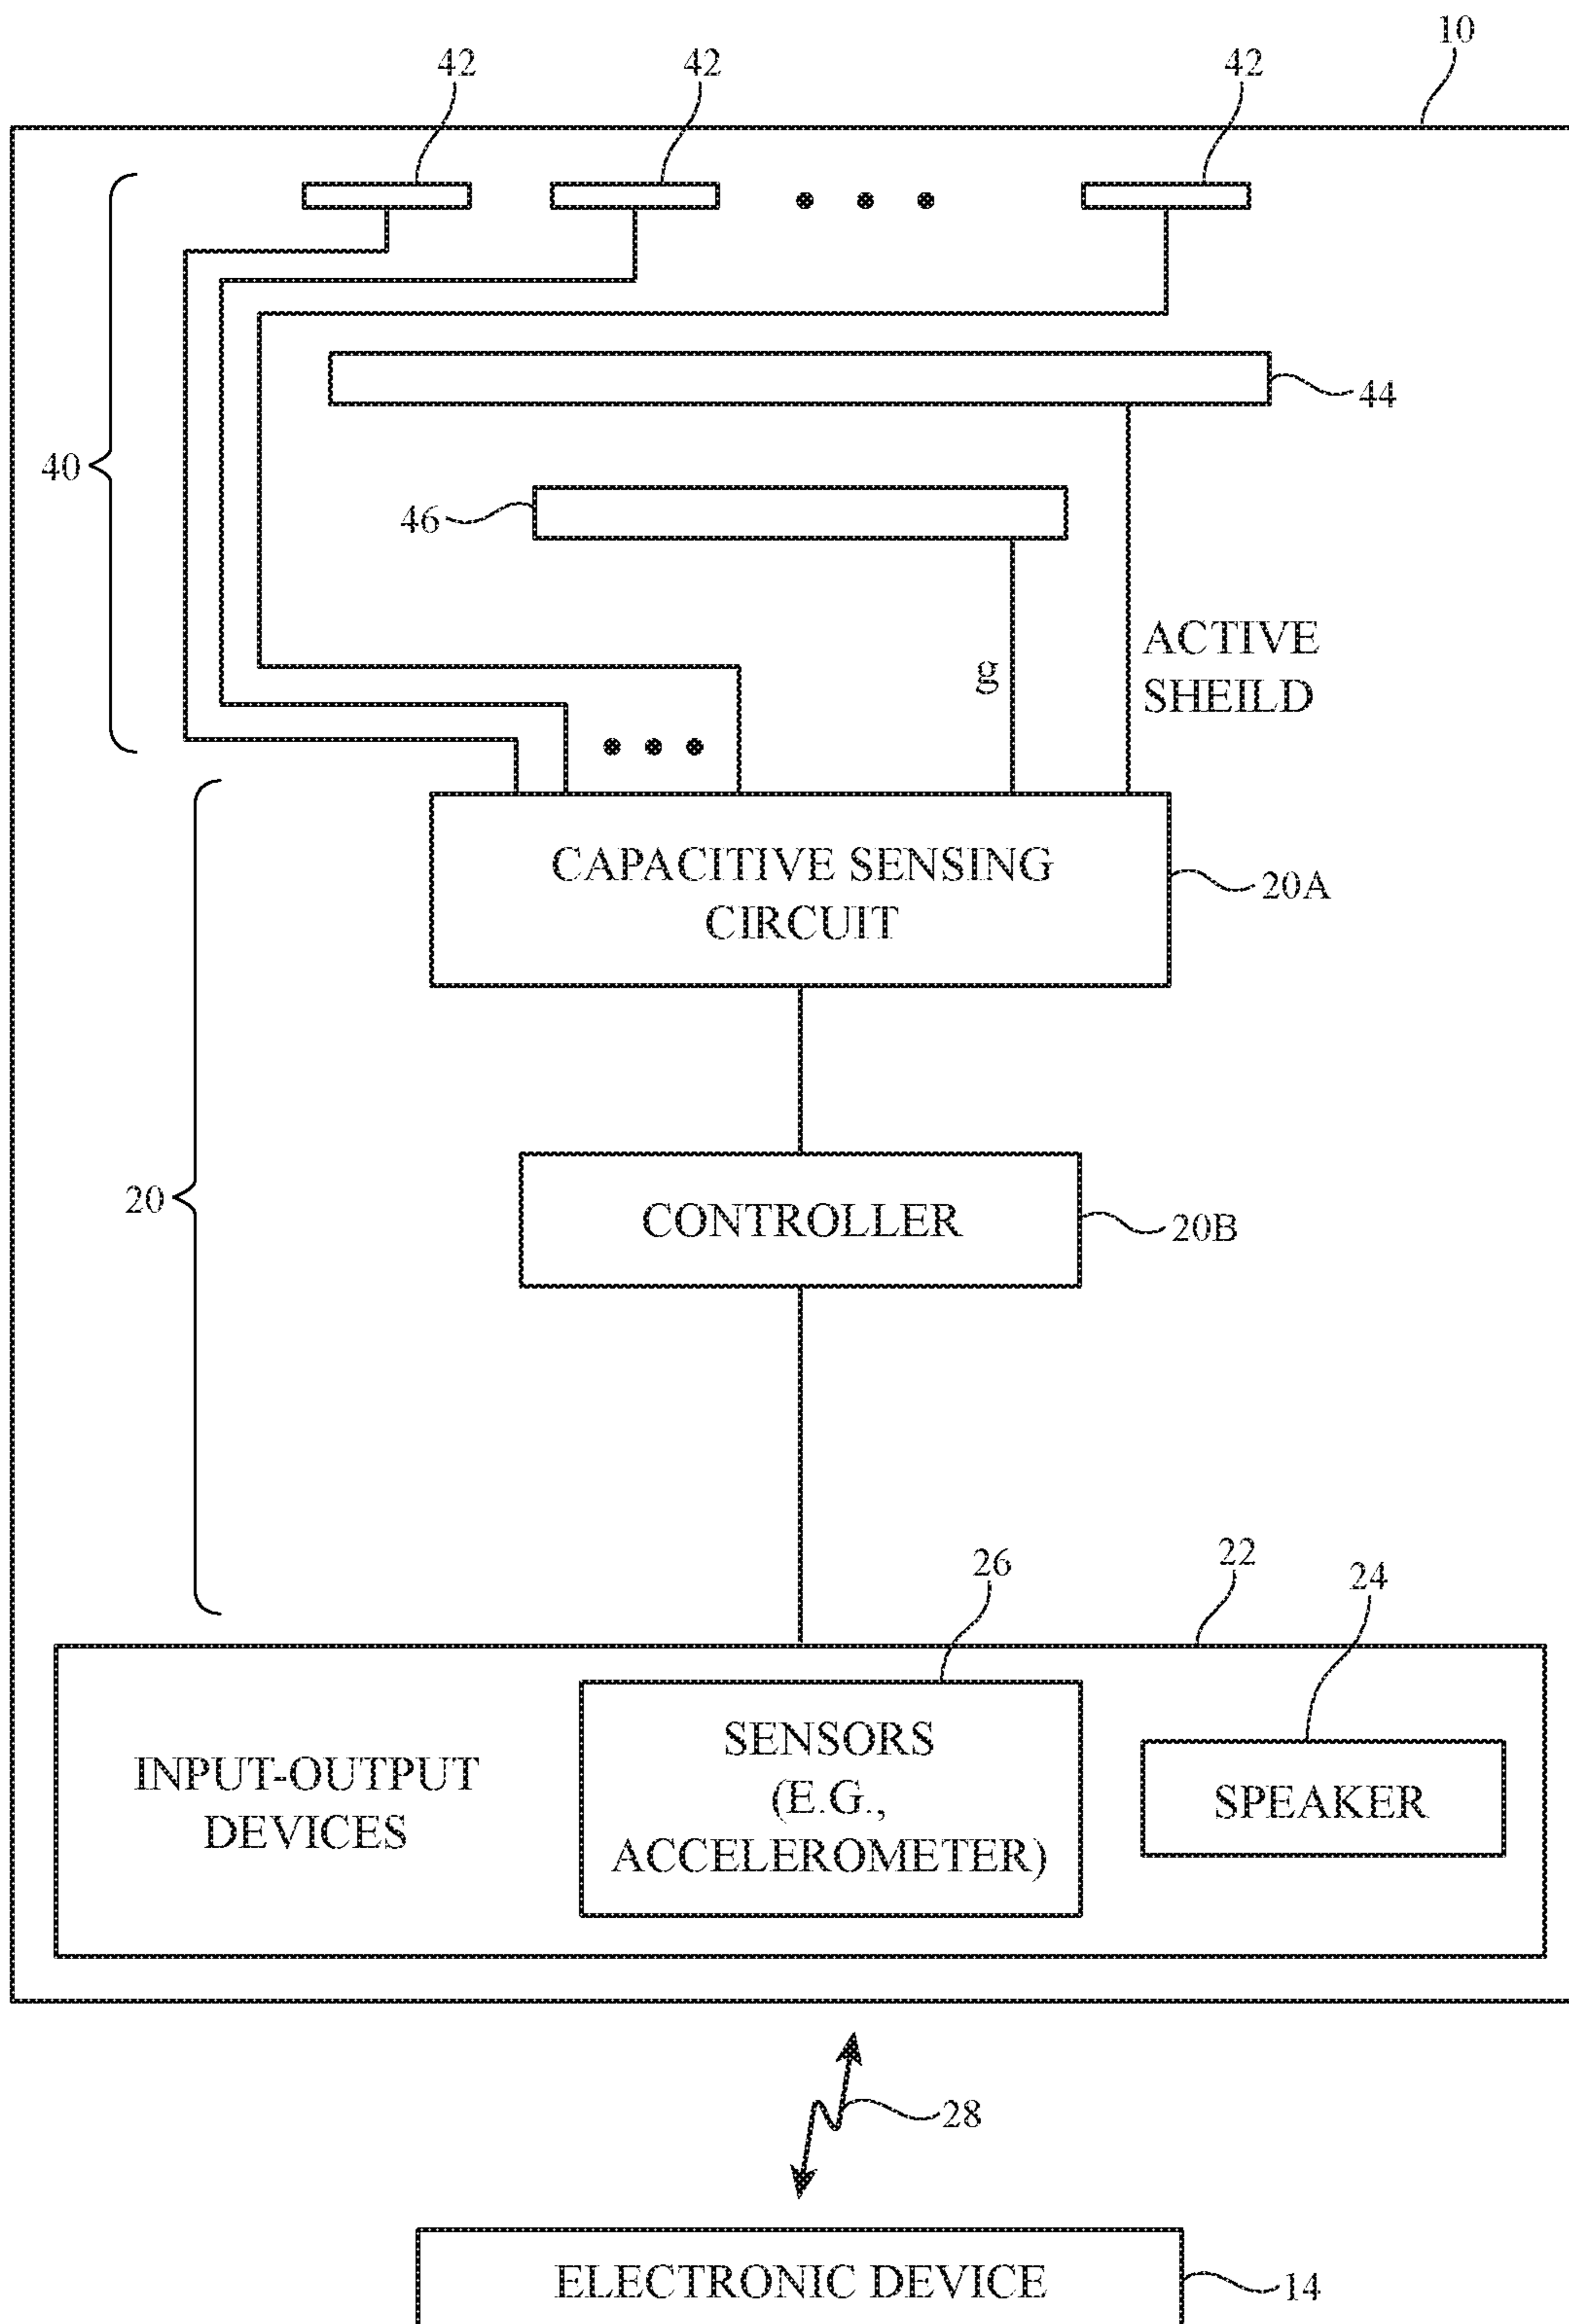 10
42
42
42
44
40
46
ACTIVE
SHEILD
g
CAPACITIVE SENSING
CIRCUIT
20A
20
CONTROLLER
20B
26
22
24
INPUT-OUTPUT
DEVICES
SENSORS
(E.G.,
ACCELEROMETER)
SPEAKER
28
ELECTRONIC DEVICE
14